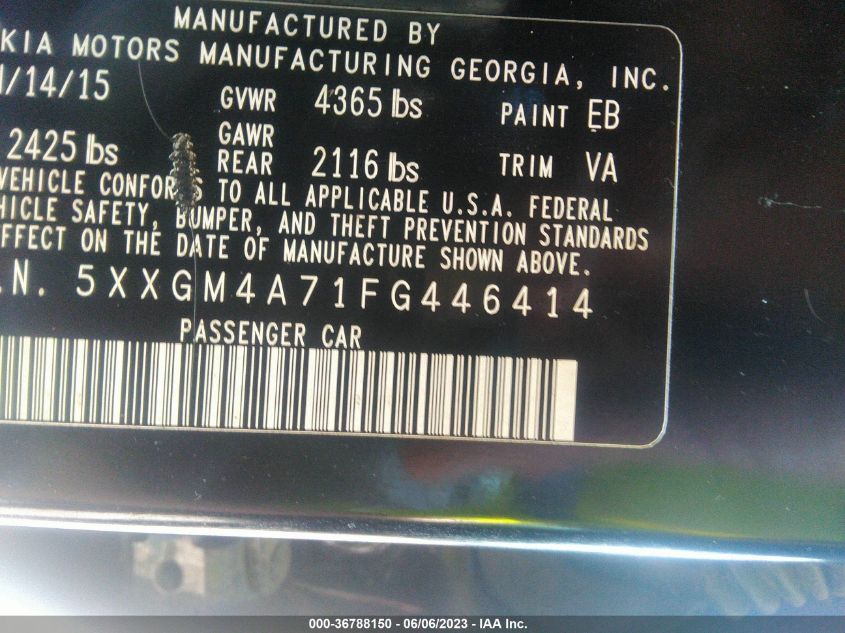 MANUFACTURED BY
KIA MOTORS MANUFACTURING GEORGIA, INC.
/14/15 GVWR 4365 lbs PAINT EB
2425 lbs GAWR REAR 2116 lbs TRIM VA
VEHICLE CONFORMS TO ALL APPLICABLE U.S.A. FEDERAL
HICLE SAFETY, BUMPER, AND THEFT PREVENTION STANDARDS
FFECT ON THE DATE OF MANUFACTURE SHOWN ABOVE.
.N. 5XXGM4A71FG446414
PASSENGER CAR
000-36788150 - 06/06/2023 - IAA Inc.